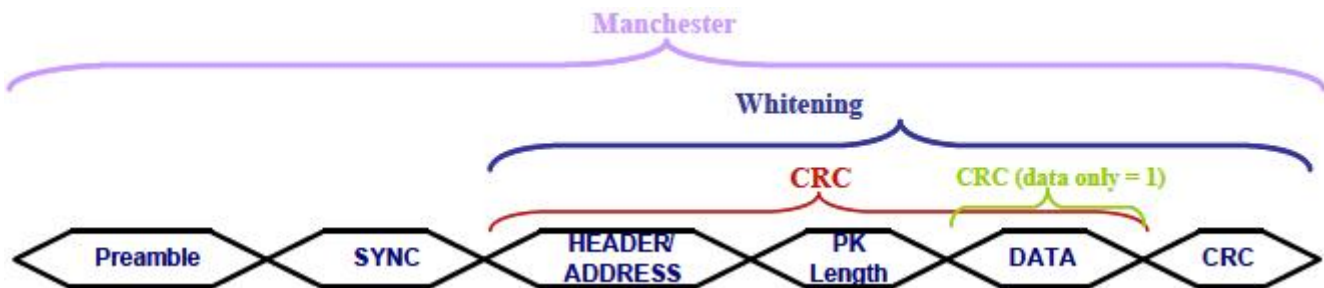 Manchester
Whitening
CRC
CRC (data only = 1)
Preamble
SYNC
HEADER/
ADDRESS
PK
Length
DATA
CRC